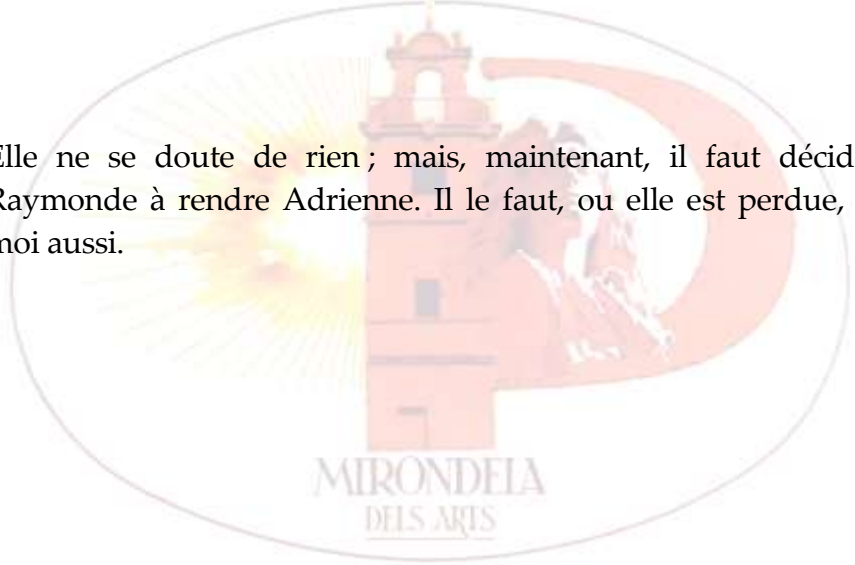 Elle ne se doute de rien ; mais, maintenant, il faut décid
Raymonde à rendre Adrienne. Il le faut, ou elle est perdue,
moi aussi.
MIRONDELA
DELS ARTS